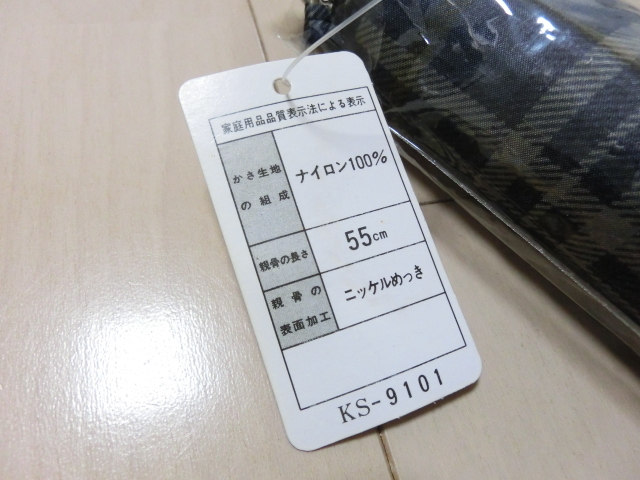 家庭用品品質表示法による表示
かさ生地
の組成
ナイロン100%
親骨の長さ
55cm
親骨の
表面加工
ニッケルめっき
KS-9101